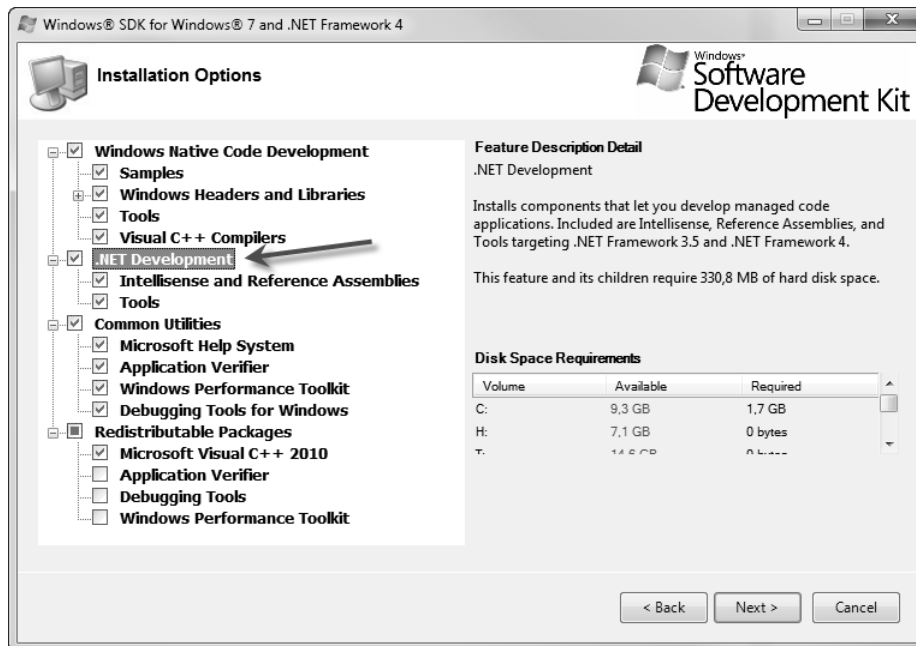 Windows® SDK for Windows® 7 and .NET Framework 4
Installation Options
Windows®
Software
Development Kit
Windows Native Code Development
Samples
Windows Headers and Libraries
Tools
Visual C++ Compilers
.NET Development
Intellisense and Reference Assemblies
Tools
Common Utilities
Microsoft Help System
Application Verifier
Windows Performance Toolkit
Debugging Tools for Windows
Redistributable Packages
Microsoft Visual C++ 2010
Application Verifier
Debugging Tools
Windows Performance Toolkit
Feature Description Detail
.NET Development
Installs components that let you develop managed code
applications. Included are Intellisense, Reference Assemblies, and
Tools targeting .NET Framework 3.5 and .NET Framework 4.
This feature and its children require 330,8 MB of hard disk space.
Disk Space Requirements
Volume Available Required
C: 9,3 GB 1,7 GB
H: 7,1 GB 0 bytes
T: 14,6 GB 0 bytes
< Back Next > Cancel